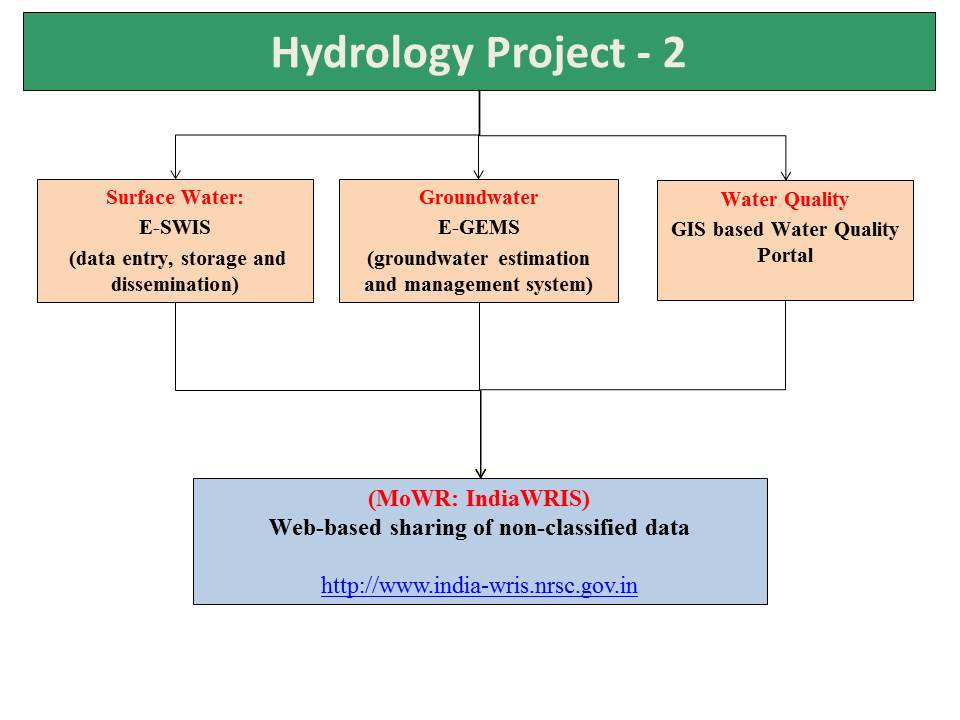 Hydrology Project - 2
Surface Water:
E-SWIS
(data entry, storage and
dissemination)
Groundwater
E-GEMS
(groundwater estimation
and management system)
Water Quality
GIS based Water Quality
Portal
(MoWR: IndiaWRIS)
Web-based sharing of non-classified data
http://www.india-wris.nrsc.gov.in